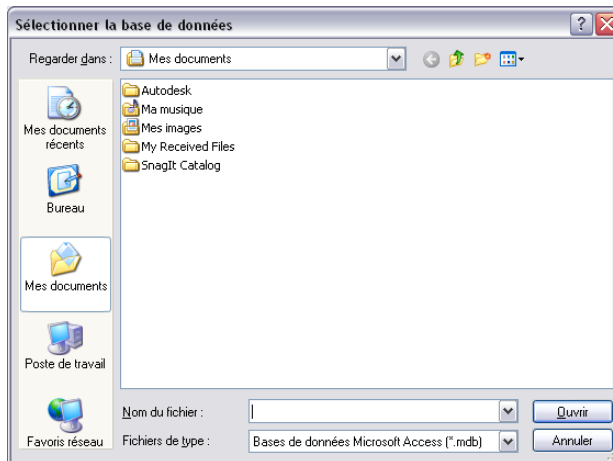 Sélectionner la base de données
Regarder dans : Mes documents
Autodesk
Ma musique
Mes images
My Received Files
SnagIt Catalog
Mes documents
récents
Bureau
Mes documents
Poste de travail
Favoris réseau
Nom du fichier :
Ouvrir
Fichiers de type : Bases de données Microsoft Access (*.mdb)
Annuler